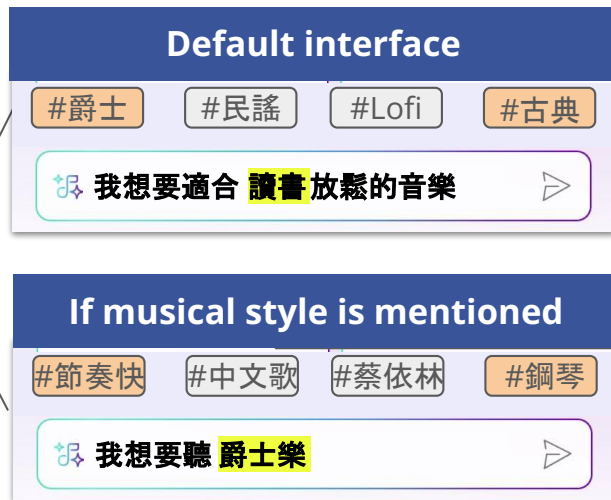 Default interface
#爵士 #民謠 #Lofi #古典
我想要適合 讀書放鬆的音樂
If musical style is mentioned
#節奏快 #中文歌 #蔡依林 #鋼琴
我想要聽 爵士樂